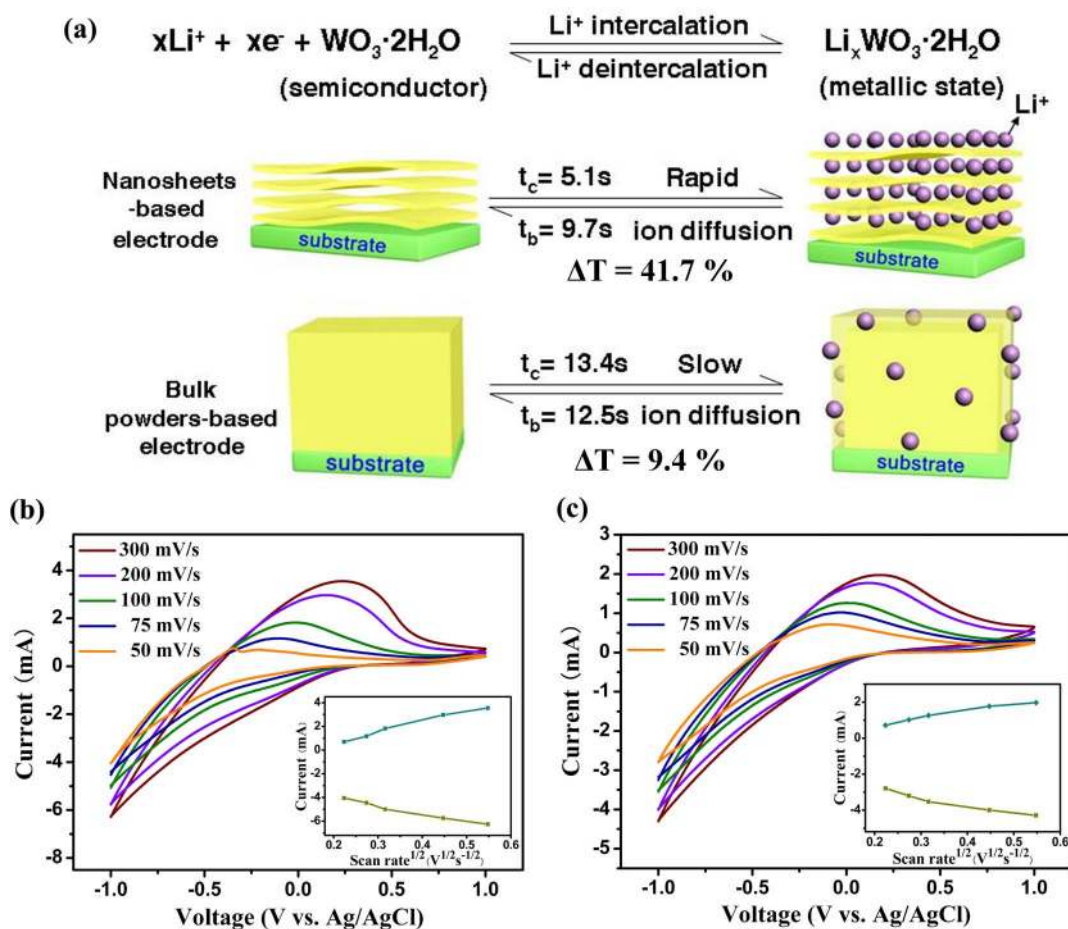 (a)
xLi⁺ + xe⁻ + WO₃·2H₂O
(semiconductor)
Li⁺ intercalation
Li⁺ deintercalation
LiₓWO₃·2H₂O
(metallic state)
Li⁺
Nanosheets
-based
electrode
substrate
t_c= 5.1s Rapid
t_b= 9.7s ion diffusion
ΔT = 41.7 %
substrate
Bulk
powders-based
electrode
substrate
t_c= 13.4s Slow
t_b= 12.5s ion diffusion
ΔT = 9.4 %
substrate
(b)
300 mV/s
200 mV/s
100 mV/s
75 mV/s
50 mV/s
Current (mA)
4
2
0
-2
-4
-6
-8
-1.0 -0.5 0.0 0.5 1.0
Voltage (V vs. Ag/AgCl)
Current (mA)
4
0
-4
-6
0.2 0.3 0.4 0.5 0.6
Scan rate^1/2 (V^1/2s^-1/2)
(c)
300 mV/s
200 mV/s
100 mV/s
75 mV/s
50 mV/s
Current (mA)
3
2
1
0
-1
-2
-3
-4
-5
-1.0 -0.5 0.0 0.5 1.0
Voltage (V vs. Ag/AgCl)
Current (mA)
2
0
-2
-4
0.2 0.3 0.4 0.5 0.6
Scan rate^1/2 (V^1/2s^-1/2)